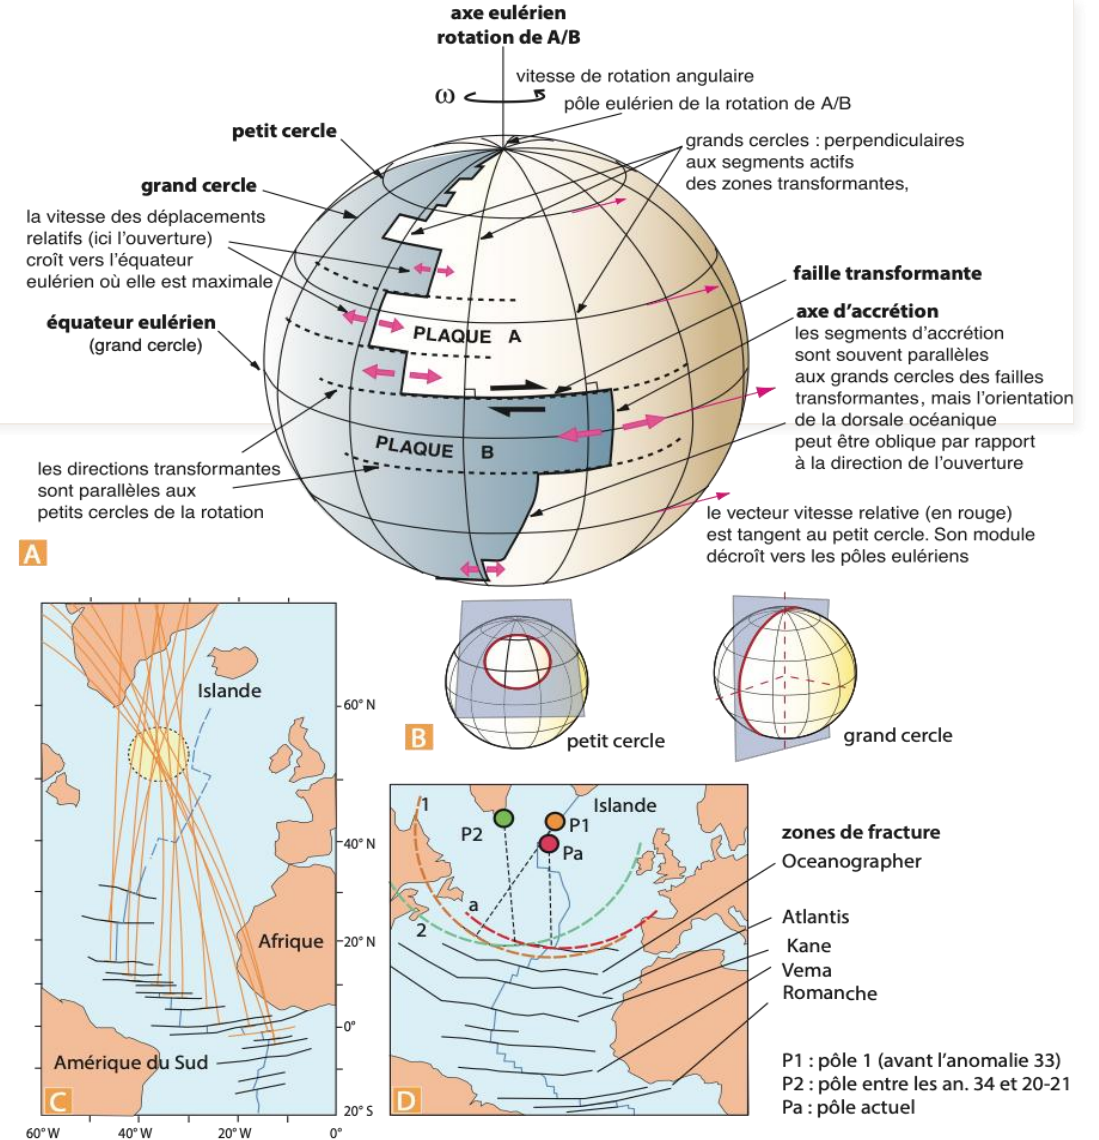 axe eulérien
rotation de A/B
vitesse de rotation angulaire
ω
pôle eulérien de la rotation de A/B
petit cercle
grands cercles : perpendiculaires
aux segments actifs
des zones transformantes,
grand cercle
la vitesse des déplacements
relatifs (ici l'ouverture)
croît vers l'équateur
eulérien où elle est maximale
faille transformante
axe d'accrétion
les segments d'accrétion
sont souvent parallèles
aux grands cercles des failles
transformantes, mais l'orientation
de la dorsale océanique
peut être oblique par rapport
à la direction de l'ouverture
équateur eulérien
(grand cercle)
PLAQUE A
PLAQUE B
les directions transformantes
sont parallèles aux
petits cercles de la rotation
le vecteur vitesse relative (en rouge)
est tangent au petit cercle. Son module
décroît vers les pôles eulériens
A
Islande
60° N
40° N
Afrique
20° N
0°
Amérique du Sud
C
20° S
60° W
40° W
20° W
0°
B
petit cercle
grand cercle
1
Islande
P2
P1
Pa
a
2
D
zones de fracture
Oceanographer
Atlantis
Kane
Vema
Romanche
P1 : pôle 1 (avant l'anomalie 33)
P2 : pôle entre les an. 34 et 20-21
Pa : pôle actuel